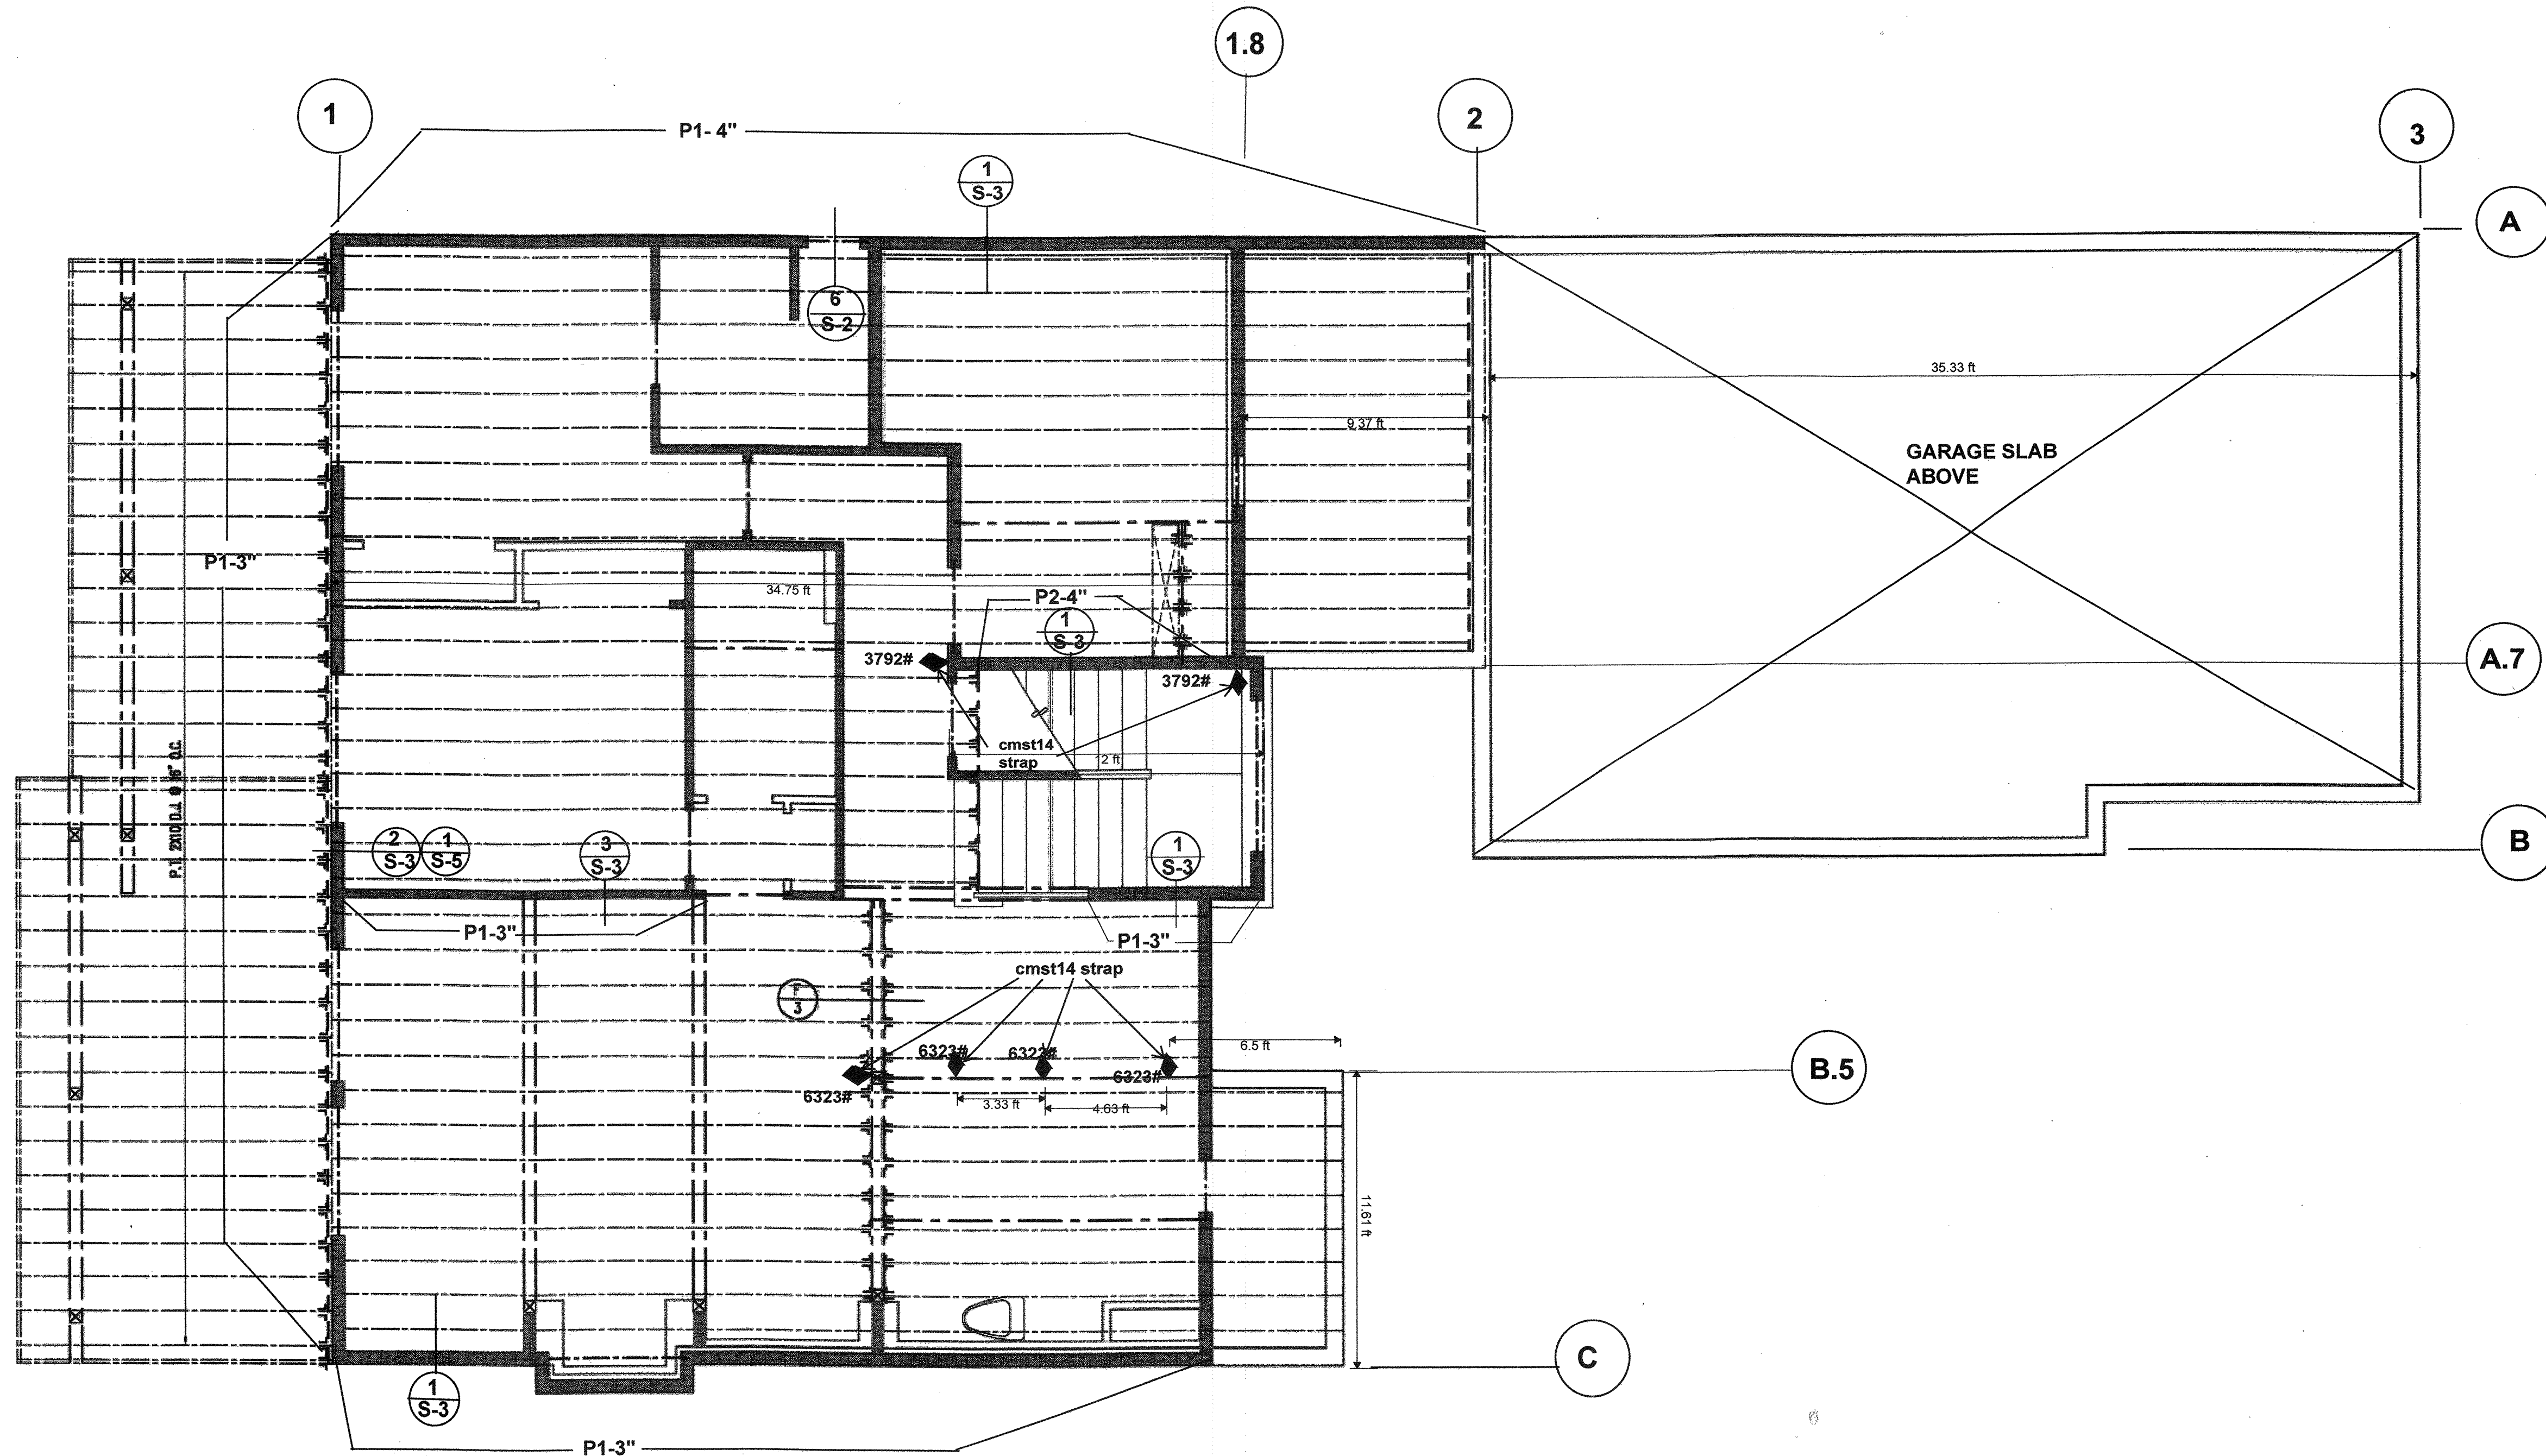 1.8
1
2
3
P1- 4"
1
S-3
A
6
S-2
35.33 ft
9.37 ft
GARAGE SLAB
ABOVE
P1-3"
34.75 ft
P2-4"
1
S-3
3792#
A.7
3792#
cmst14
strap
12 ft
P.T. 2X10 D.J. @ 16" O.C.
2
S-3
1
S-5
3
S-3
1
S-3
B
P1-3"
P1-3"
cmst14 strap
3
6323#
6323#
6.5 ft
B.5
6323#
6323#
3.33 ft
4.63 ft
11.61 ft
C
1
S-3
P1-3"